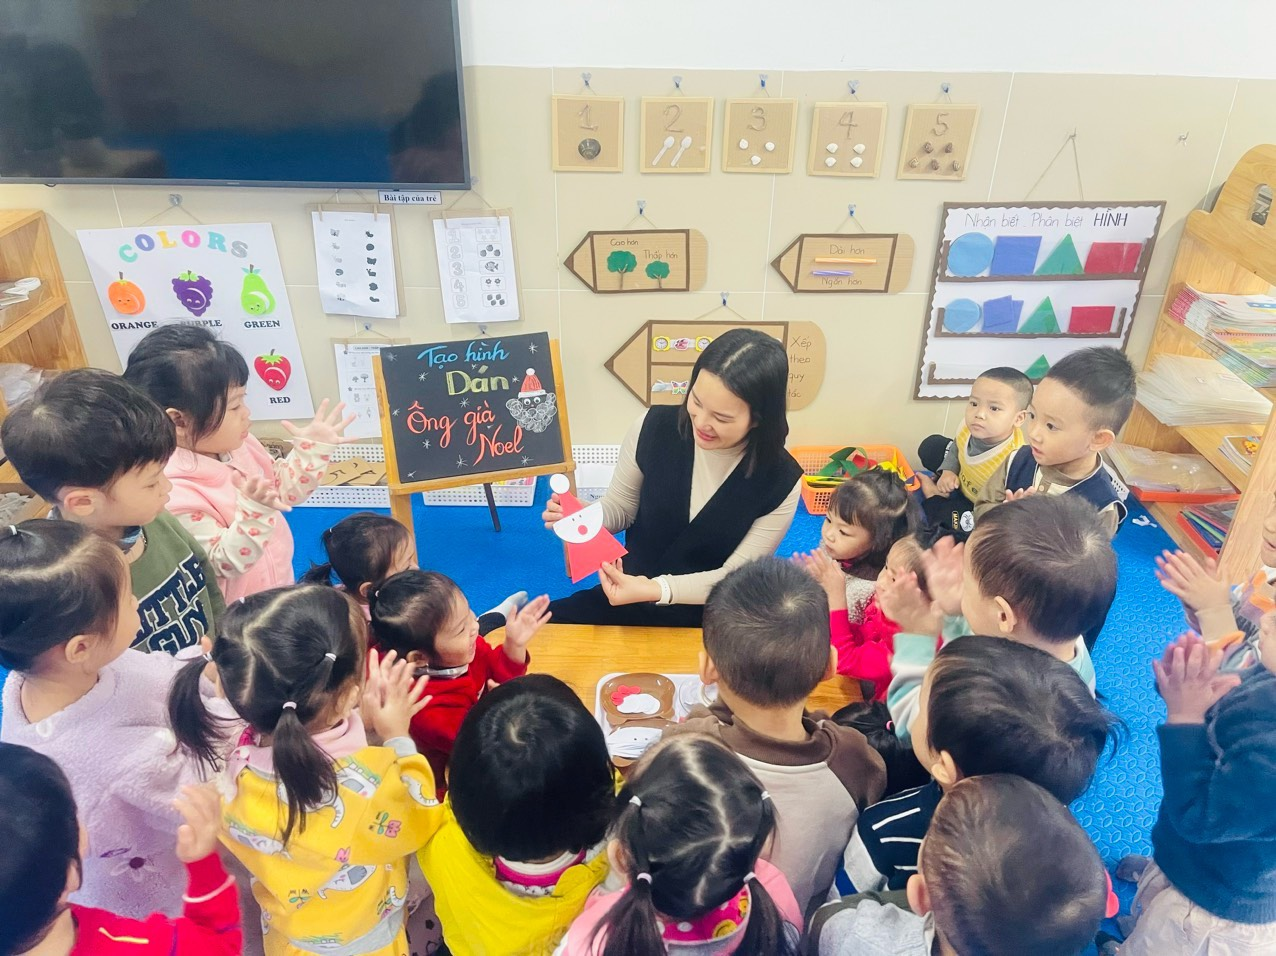 Bài tập của trẻ
1
2
3
4
5
COLORS
ORANGE
PURPLE
GREEN
RED
Cao hơn
Thấp hơn
Dài hơn
Ngắn hơn
Nhận biết Phân biệt HÌNH
Xếp
theo
quy
tắc
Tạo hình
Dán
Ông già
Noel
LITTLE